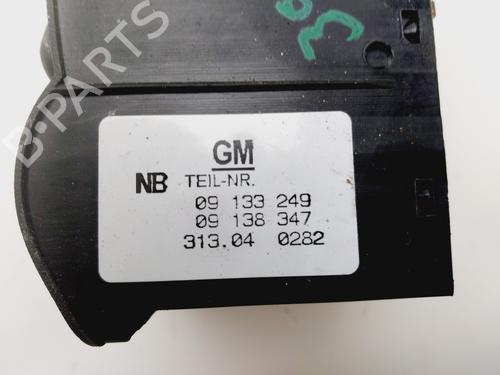 B-PARTS
GM
NB TEIL-NR.
09 133 249
09 138 347
313.04 0282